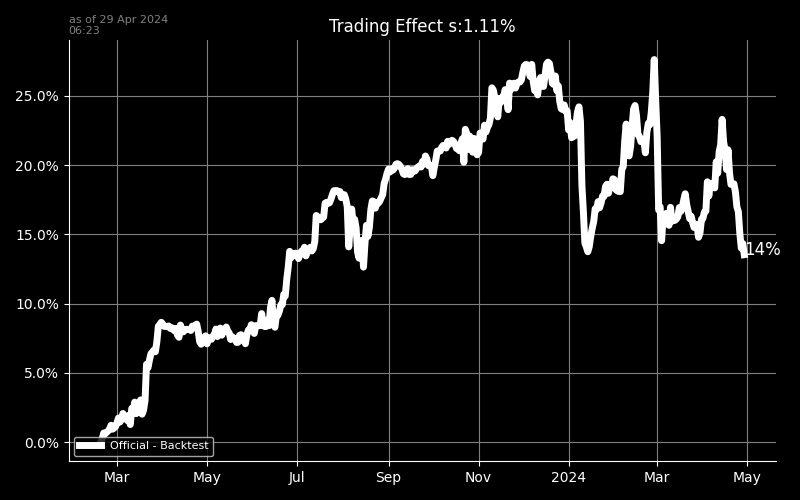 as of 29 Apr 2024
06:23
Trading Effect s:1.11%
25.0%
20.0%
15.0%
14%
10.0%
5.0%
0.0%
Official - Backtest
Mar May Jul Sep Nov 2024 Mar May